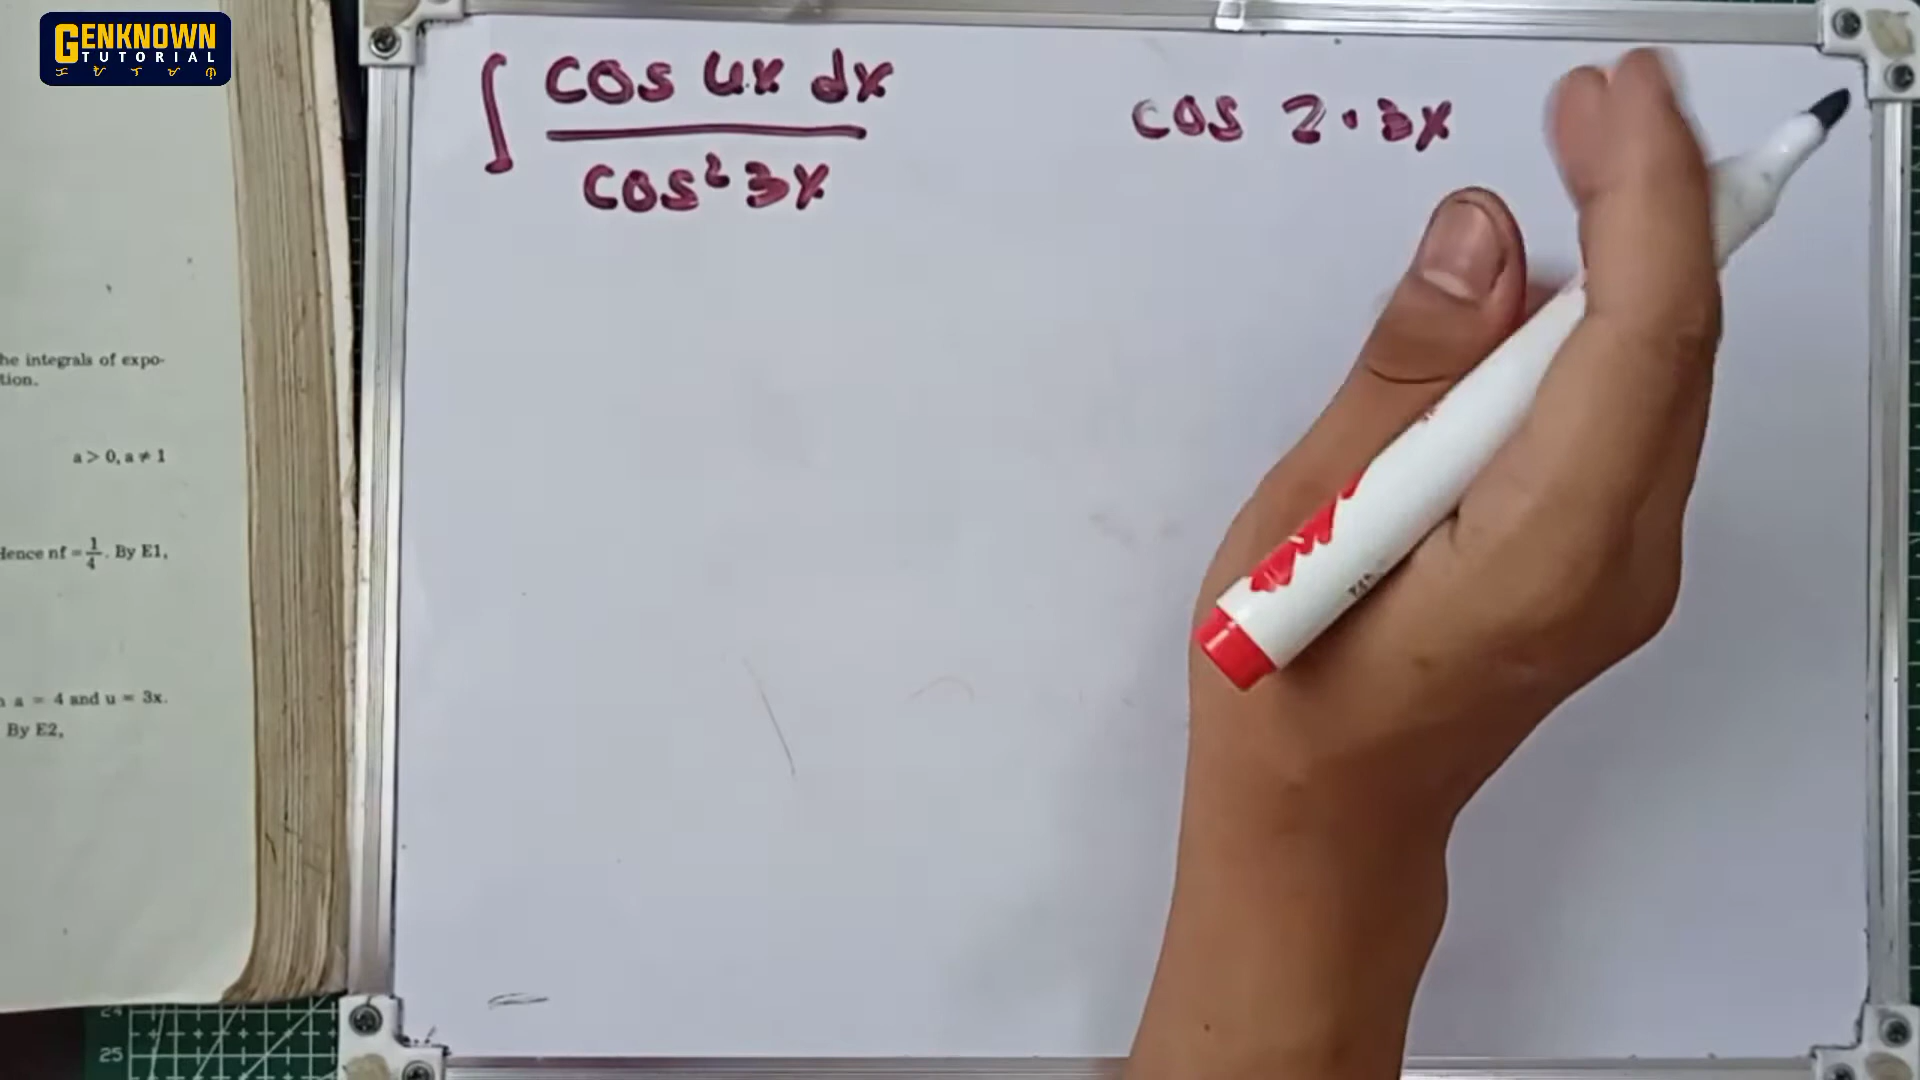 GENKNOWN
TUTORIAL
∫ cos 4x dx
cos² 3x
cos 2·3x
he integrals of expo-
tion.
a > 0, a ≠ 1
Hence nf = 1/4. By E1,
a = 4 and u = 3x.
By E2,
24
25